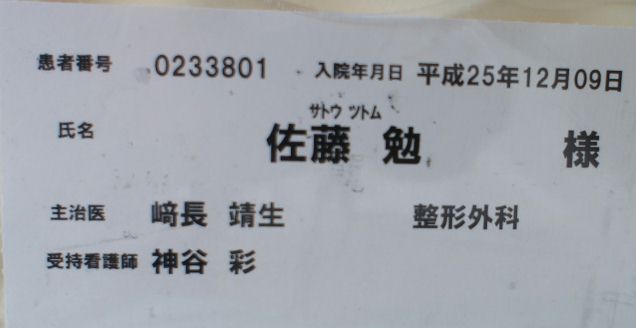 患者番号 0233801 入院年月日 平成25年12月09日
サトウ ツトム
氏名 佐藤 勉 様
主治医 﨑長 靖生 整形外科
受持看護師 神谷 彩